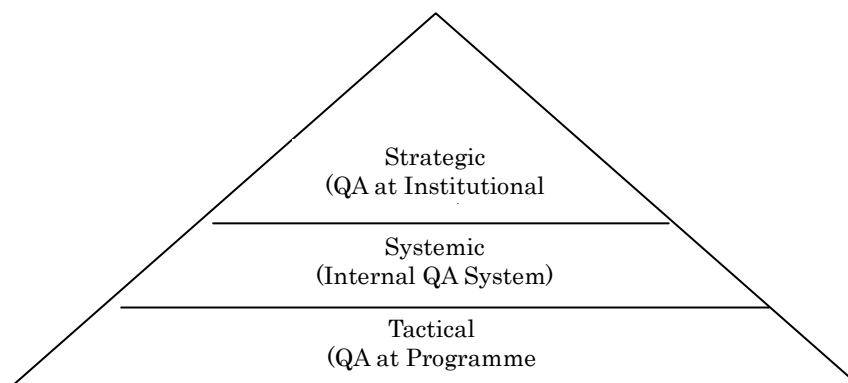 Strategic
(QA at Institutional
Systemic
(Internal QA System)
Tactical
(QA at Programme